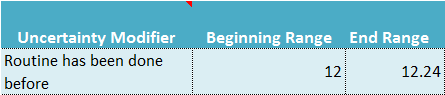 Uncertainty Modifier Beginning Range End Range
Routine has been done before 12 12.24